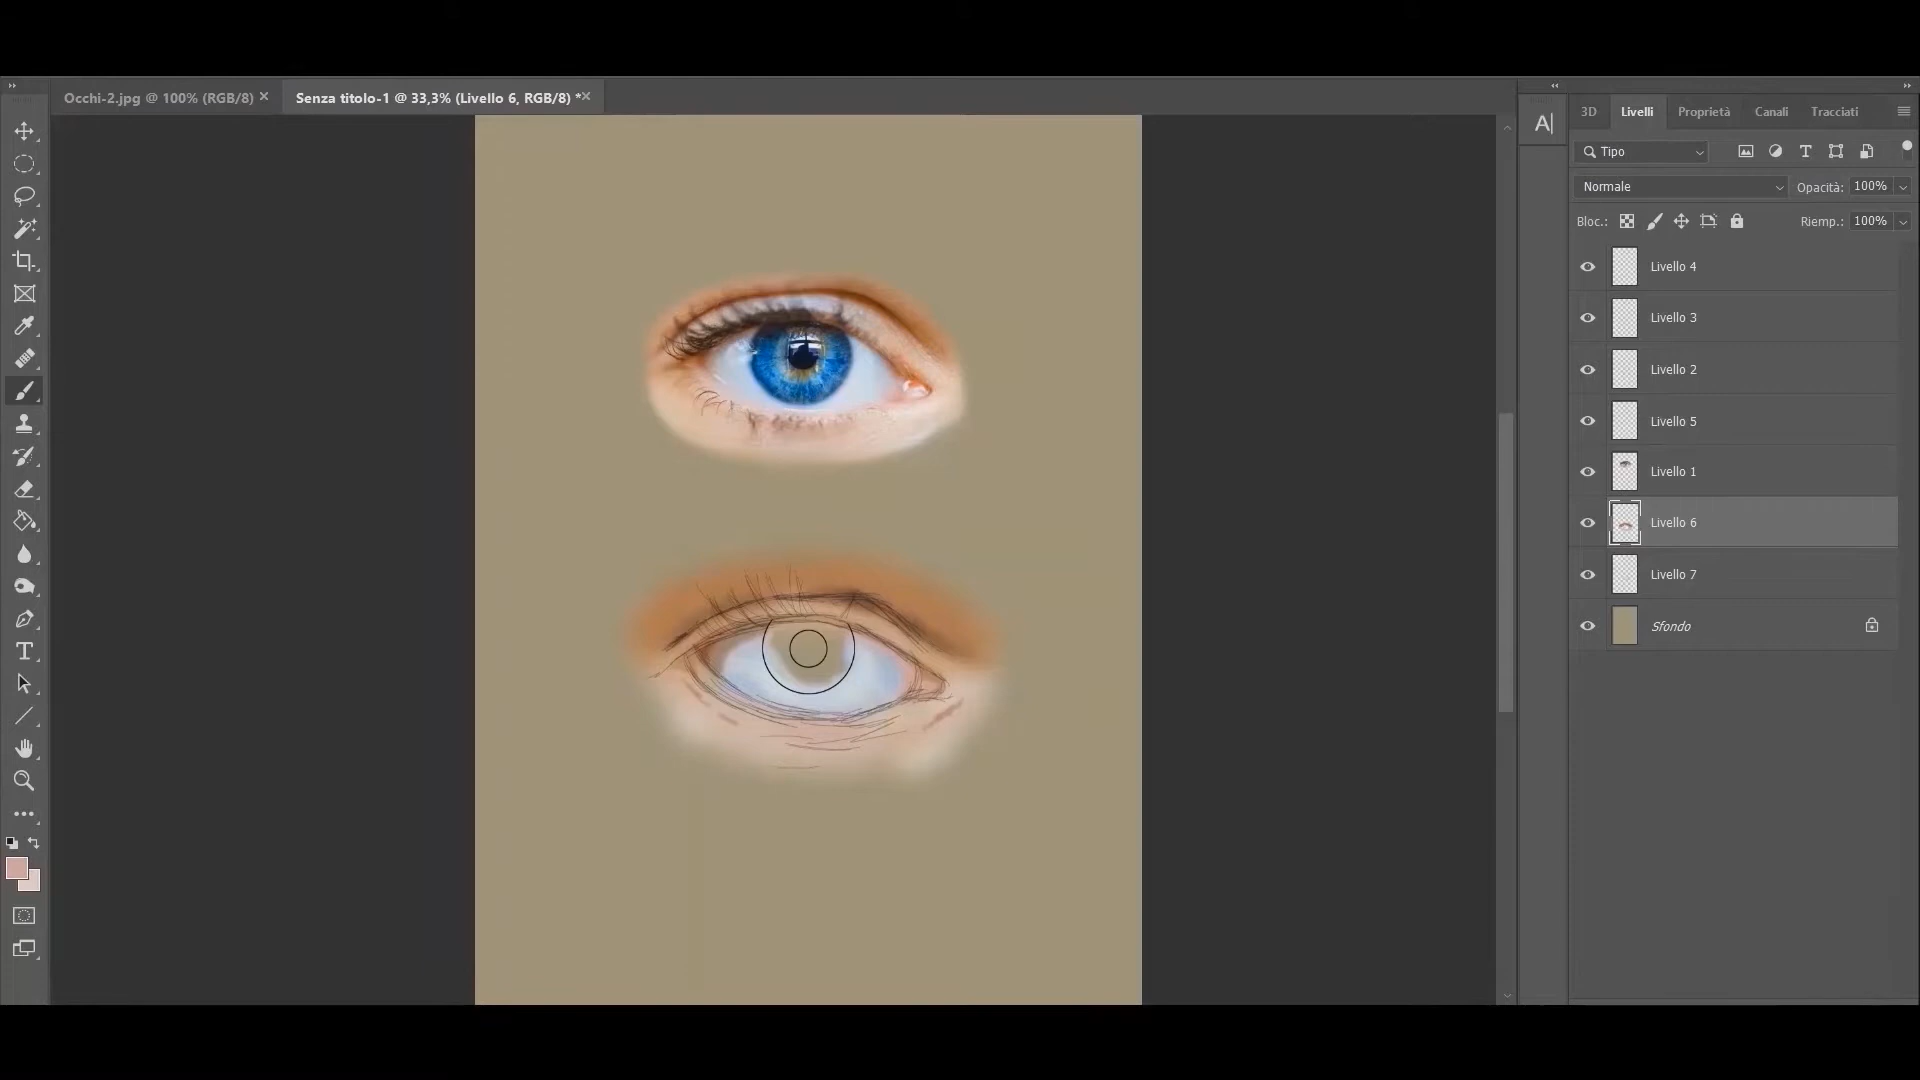 Occhi-2.jpg @ 100% (RGB/8) ×
Senza titolo-1 @ 33,3% (Livello 6, RGB/8) *×
3D
Livelli
Proprietà
Canali
Tracciati
Tipo
Normale
Opacità: 100%
Bloc.:
Riemp.: 100%
Livello 4
Livello 3
Livello 2
Livello 5
Livello 1
Livello 6
Livello 7
Sfondo